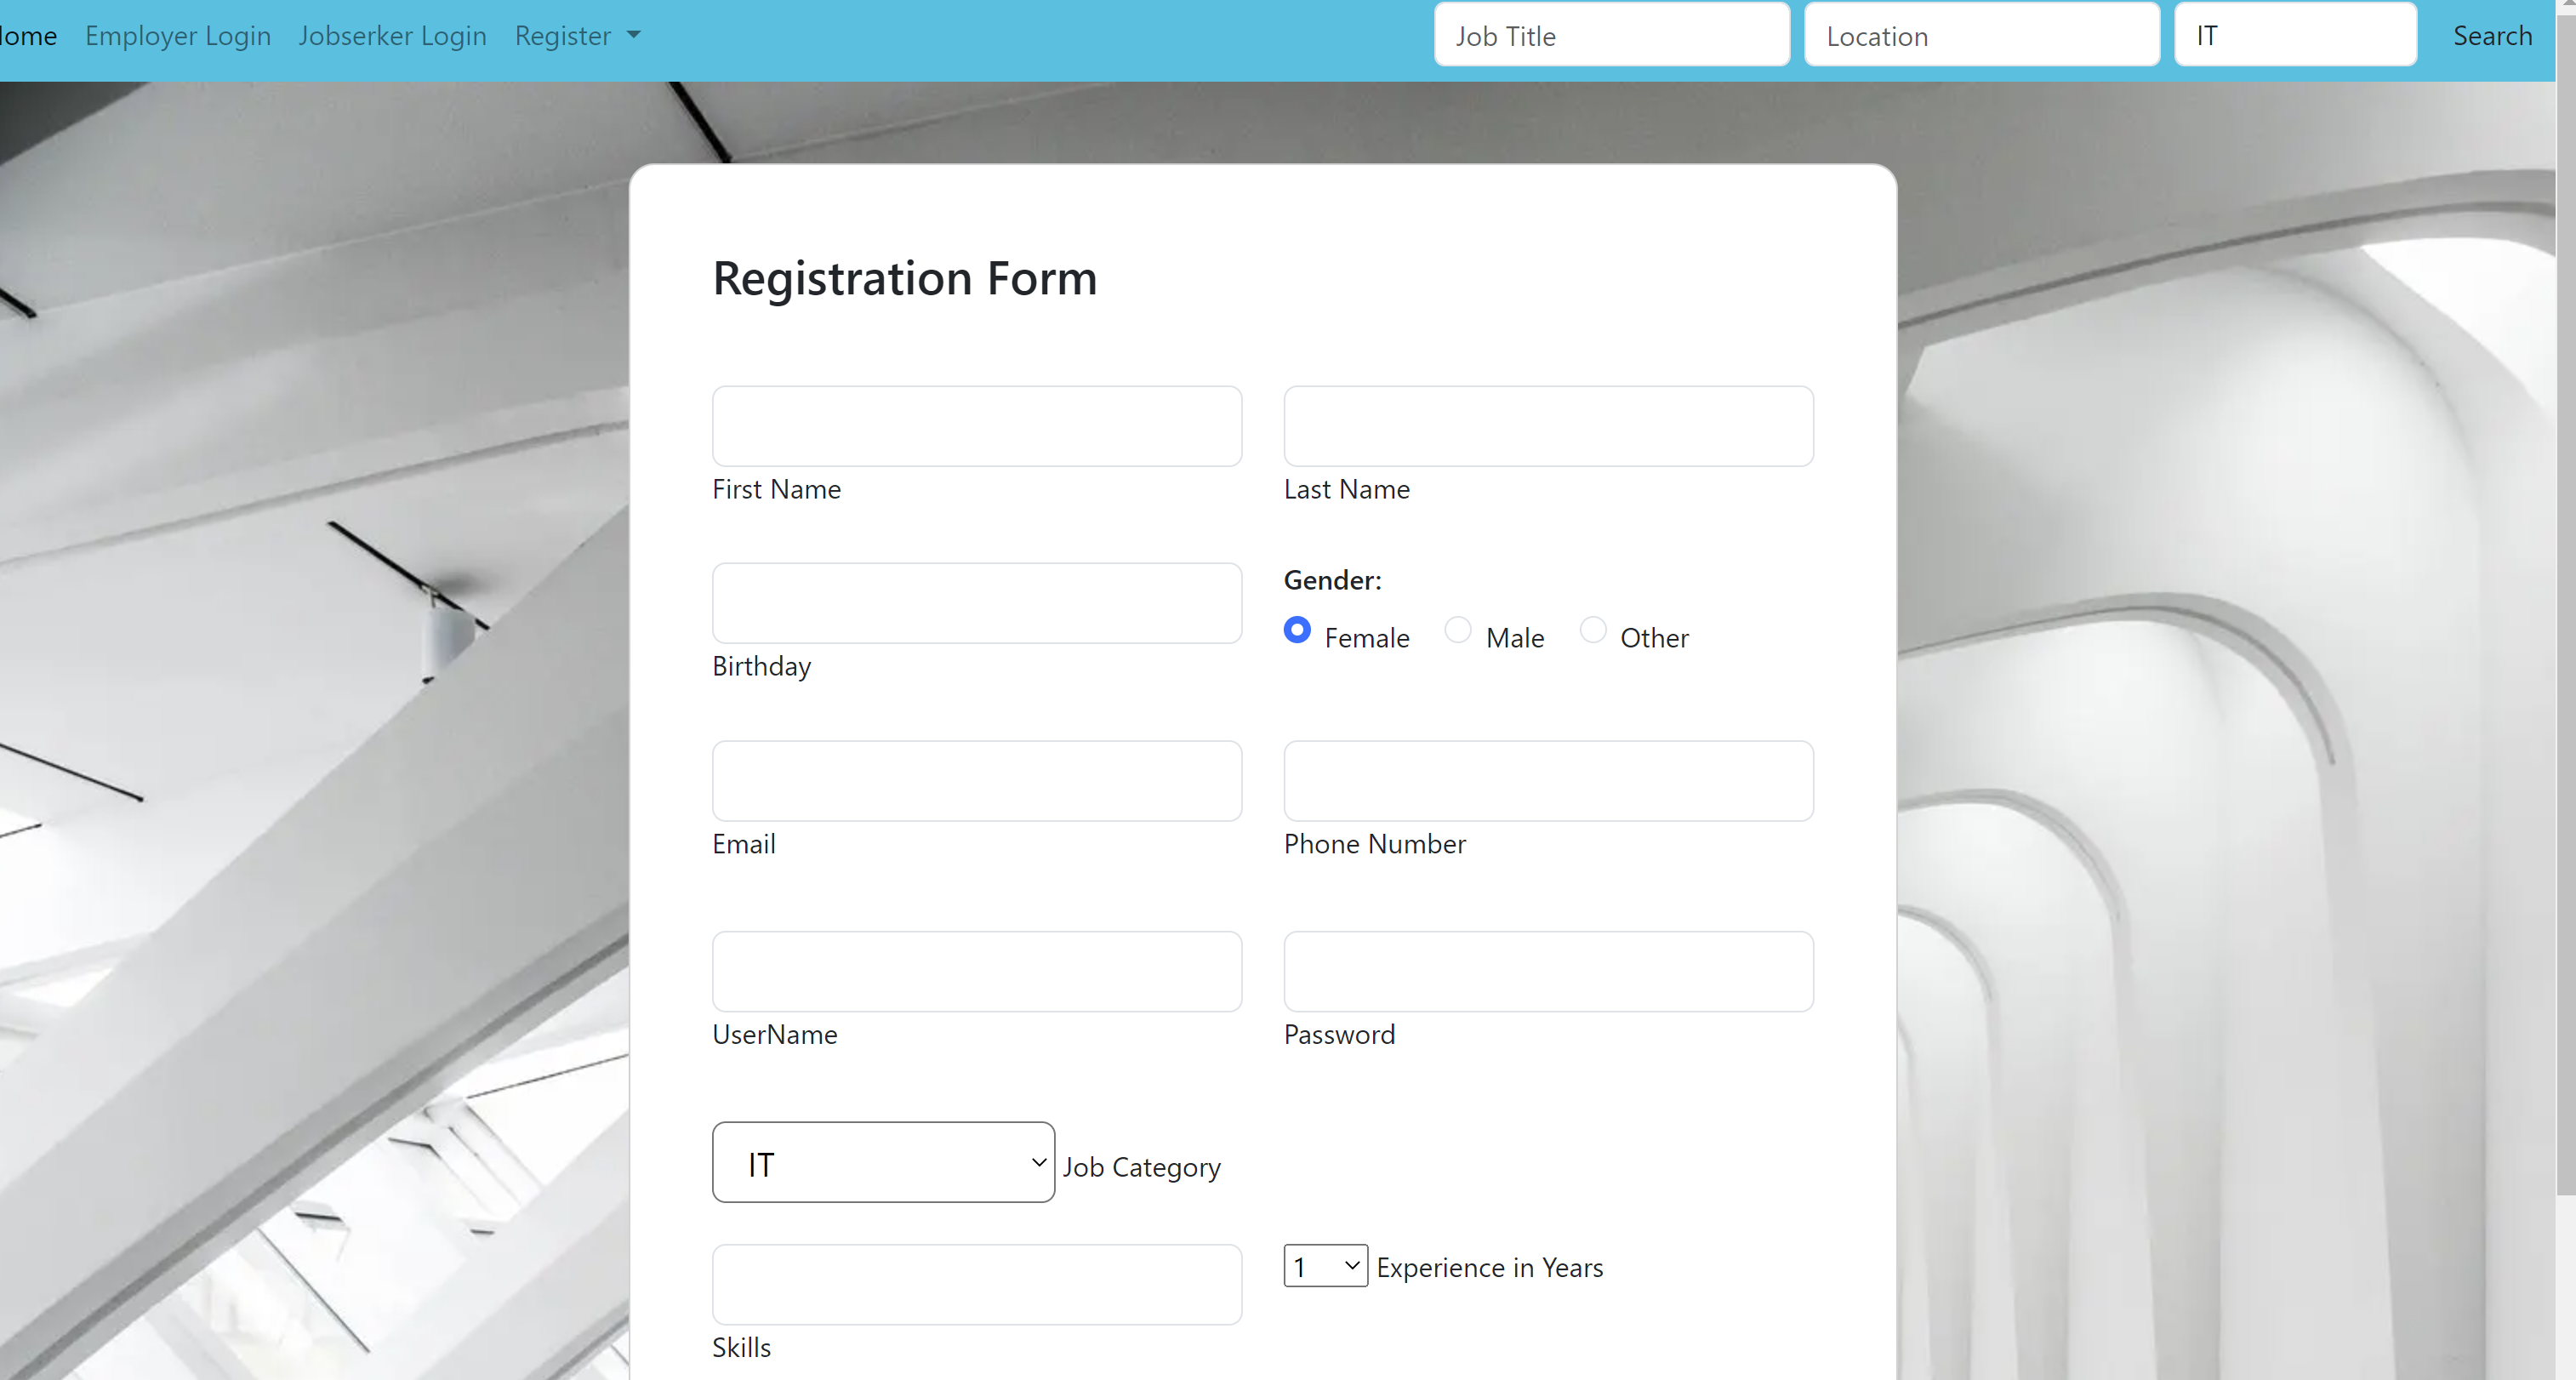 ome Employer Login Jobserker Login Register Job Title Location IT Search
Registration Form
First Name Last Name
Gender:
Female Male Other
Birthday
Email Phone Number
UserName Password
IT Job Category
1 Experience in Years
Skills